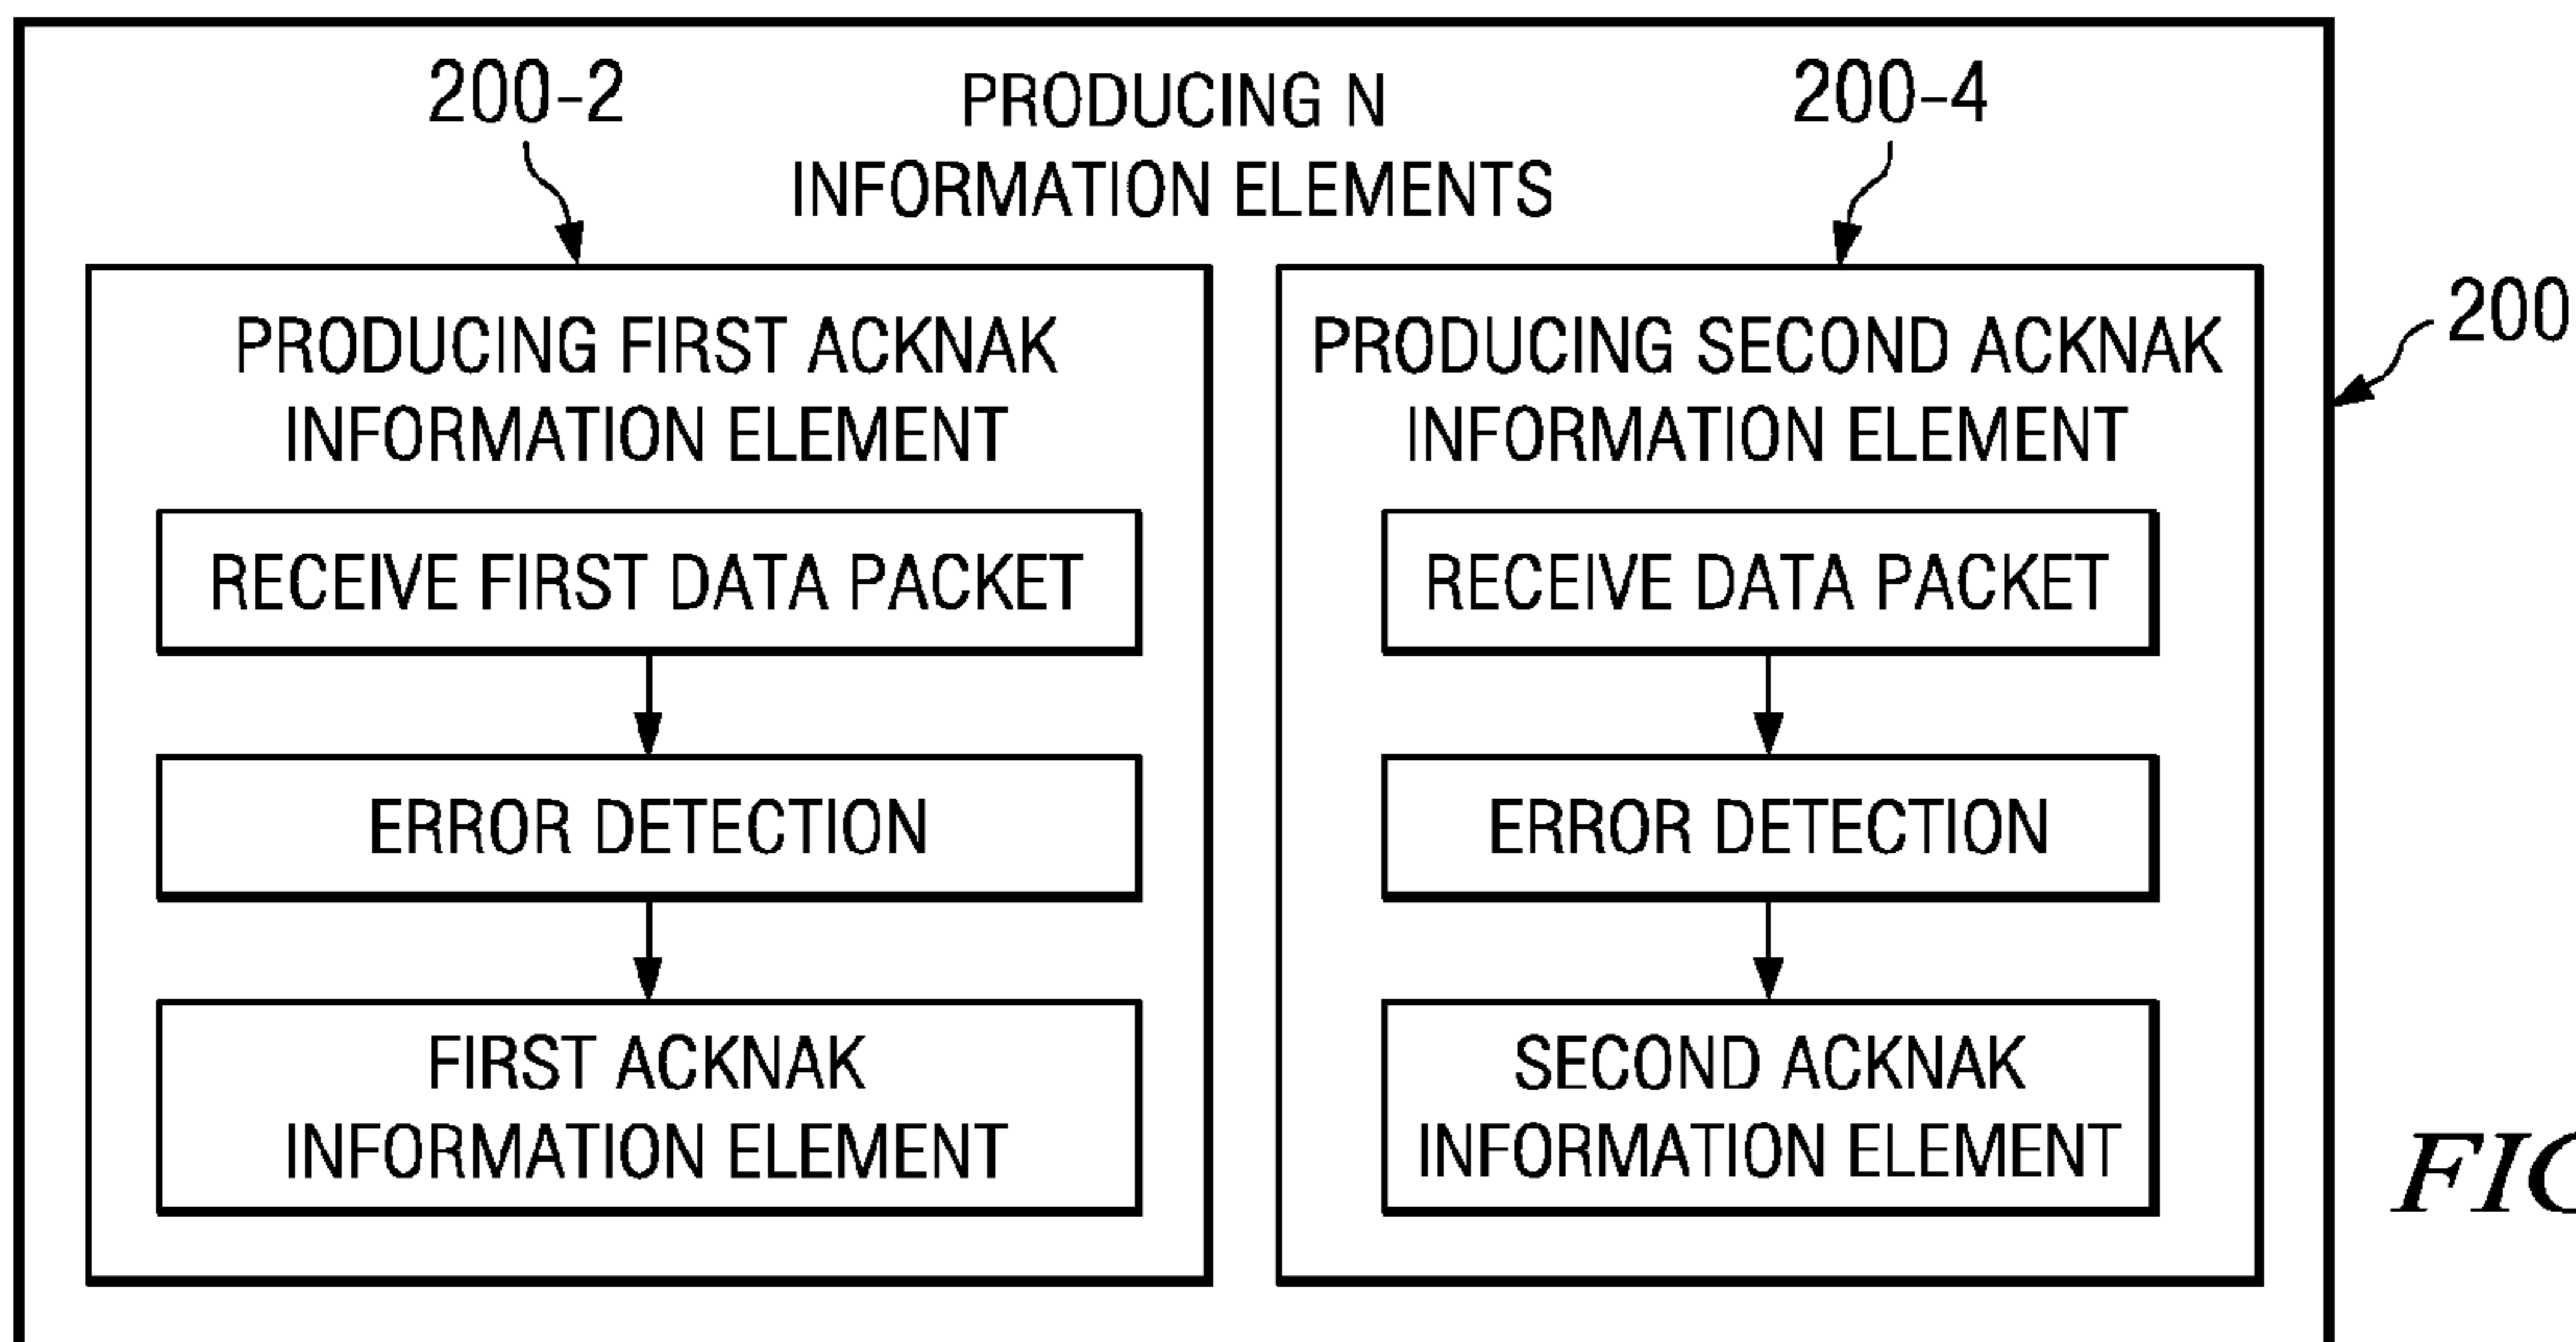 200-2
PRODUCING N
INFORMATION ELEMENTS
200-4
200
PRODUCING FIRST ACKNAK
INFORMATION ELEMENT
RECEIVE FIRST DATA PACKET
ERROR DETECTION
FIRST ACKNAK
INFORMATION ELEMENT
PRODUCING SECOND ACKNAK
INFORMATION ELEMENT
RECEIVE DATA PACKET
ERROR DETECTION
SECOND ACKNAK
INFORMATION ELEMENT